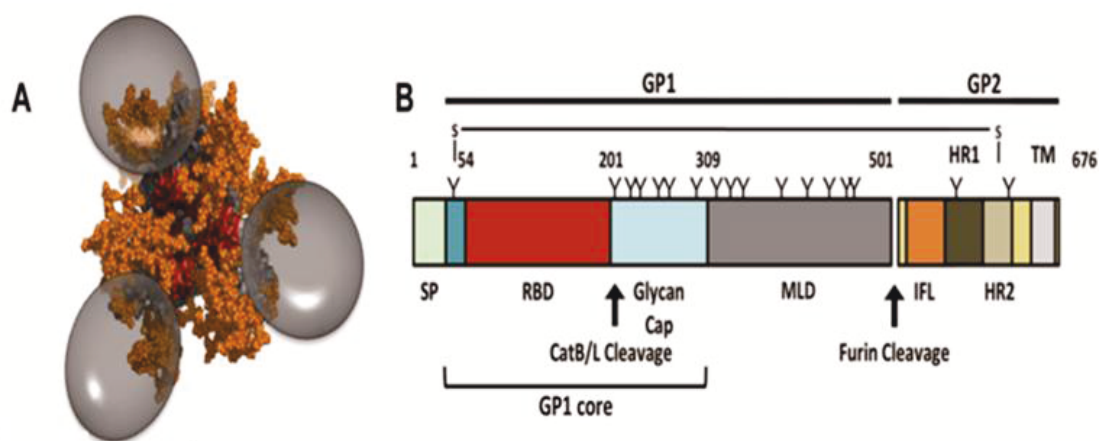 A
B
GP1
GP2
S
S
1
54
201
309
501
HR1
TM
676
Y Y Y Y Y Y Y Y Y Y Y Y Y Y Y Y Y
SP
RBD
Glycan
Cap
MLD
IFL
HR2
CatB/L Cleavage
Furin Cleavage
GP1 core